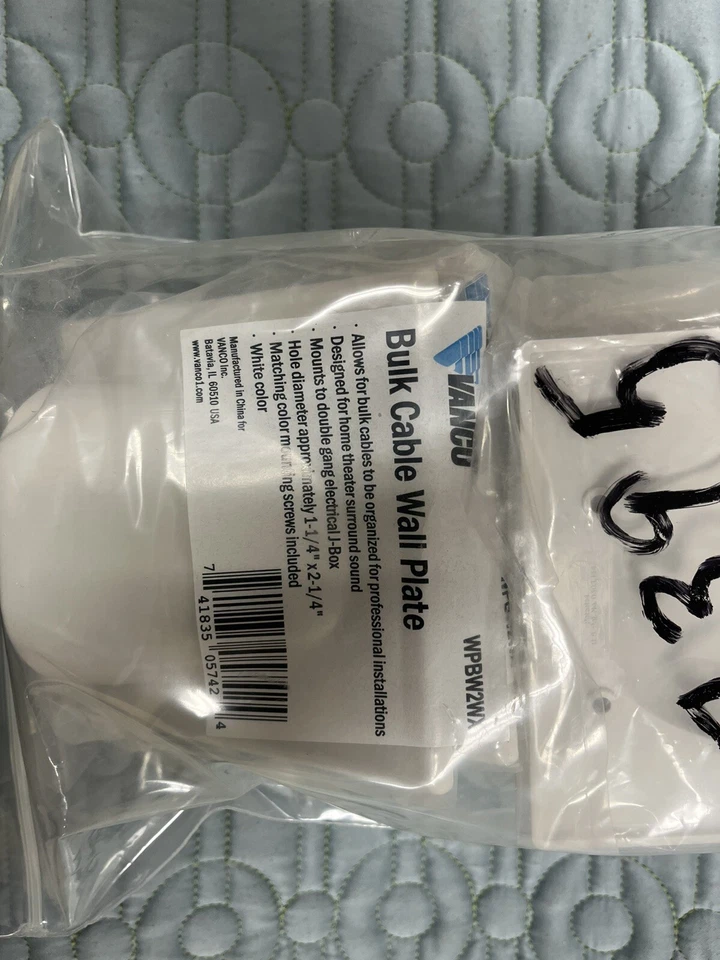 VANCO
WPBW2WX
Bulk Cable Wall Plate
· Allows for bulk cables to be organized for professional installations
· Designed for home theater surround sound
· Mounts to double gang electrical J-Box
· Hole diameter approximately 1-1/4" x 2-1/4"
· Matching color mounting screws included
· White color
Manufactured in China for
VANCO Inc.
Batavia, IL 60510 USA
www.vanco1.com
7 41835 05742 4